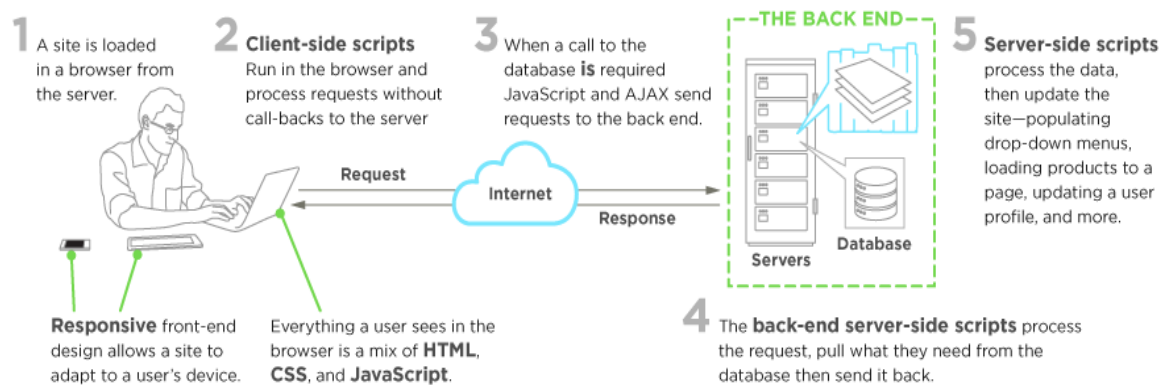 1
A site is loaded
in a browser from
the server.
2
Client-side scripts
Run in the browser and
process requests without
call-backs to the server
3
When a call to the
database is required
JavaScript and AJAX send
requests to the back end.
THE BACK END
5
Server-side scripts
process the data,
then update the
site—populating
drop-down menus,
loading products to a
page, updating a user
profile, and more.
Request
Internet
Response
Servers
Database
Responsive front-end
design allows a site to
adapt to a user's device.
Everything a user sees in the
browser is a mix of HTML,
CSS, and JavaScript.
4
The back-end server-side scripts process
the request, pull what they need from the
database then send it back.